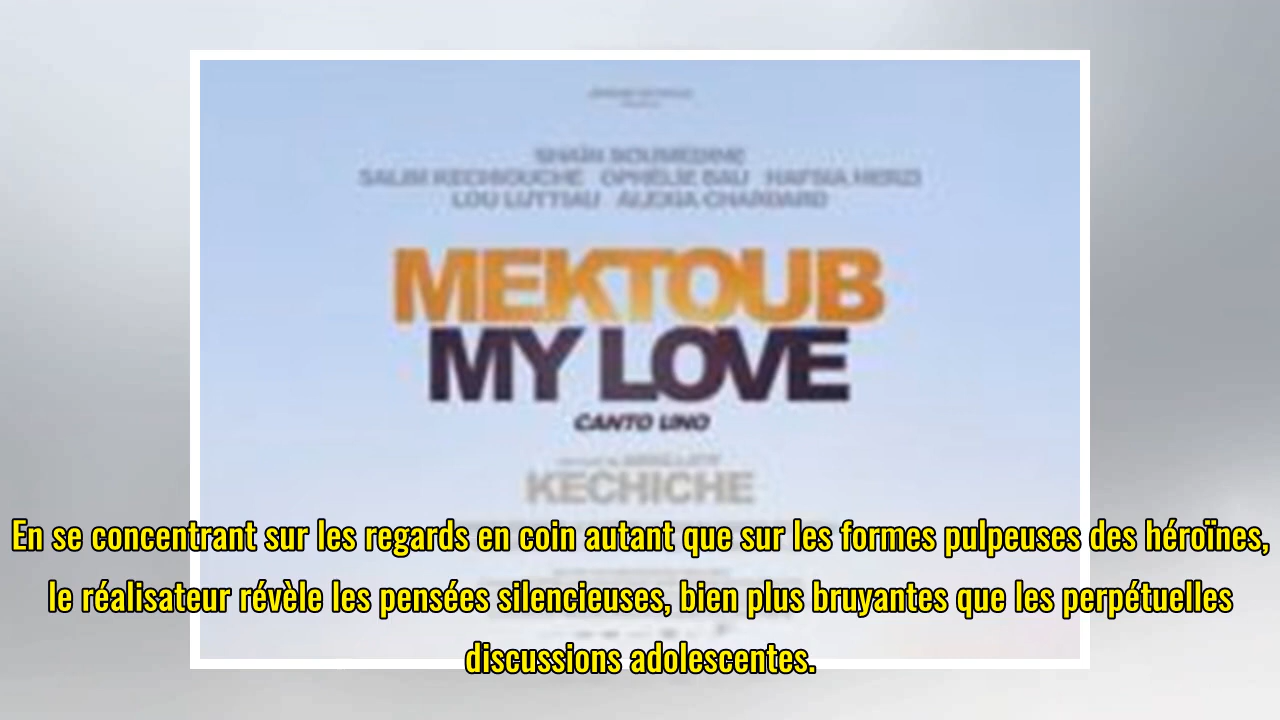 SHAÏN BOUMEDINE
SALIM KECHIOUCHE OPHÉLIE BAU HAFSIA HERZI
LOU LUTTIAU ALEXIA CHARDARD
MEKTOUB
MY LOVE
CANTO UNO
KECHICHE
En se concentrant sur les regards en coin autant que sur les formes pulpeuses des héroïnes,
le réalisateur révèle les pensées silencieuses, bien plus bruyantes que les perpétuelles
discussions adolescentes.